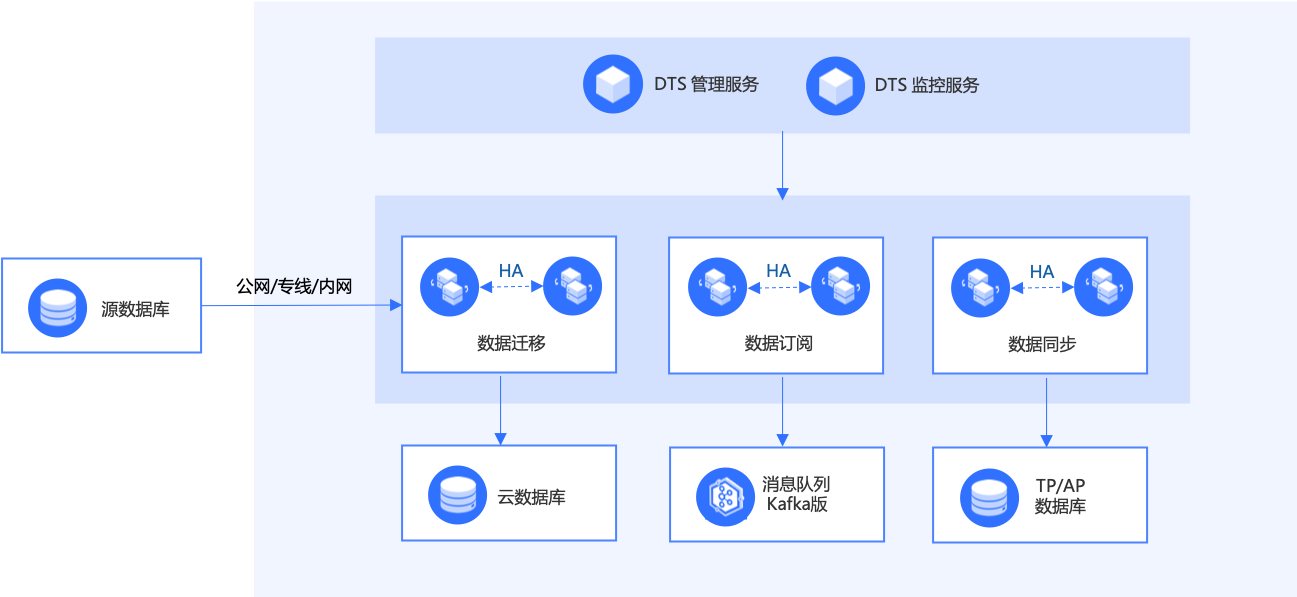 DTS 管理服务
DTS 监控服务
公网/专线/内网
源数据库
HA
数据迁移
HA
数据订阅
HA
数据同步
云数据库
消息队列
Kafka版
TP/AP
数据库